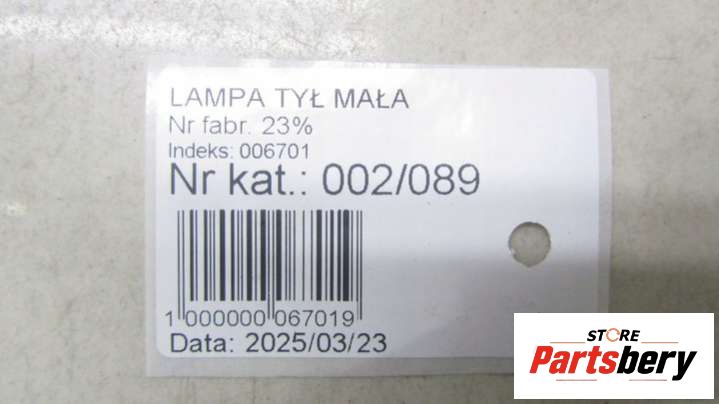 LAMPA TYŁ MAŁA
Nr fabr. 23%
Indeks: 006701
Nr kat.: 002/089
1 000000 067019
Data: 2025/03/23
STORE
Partsbery